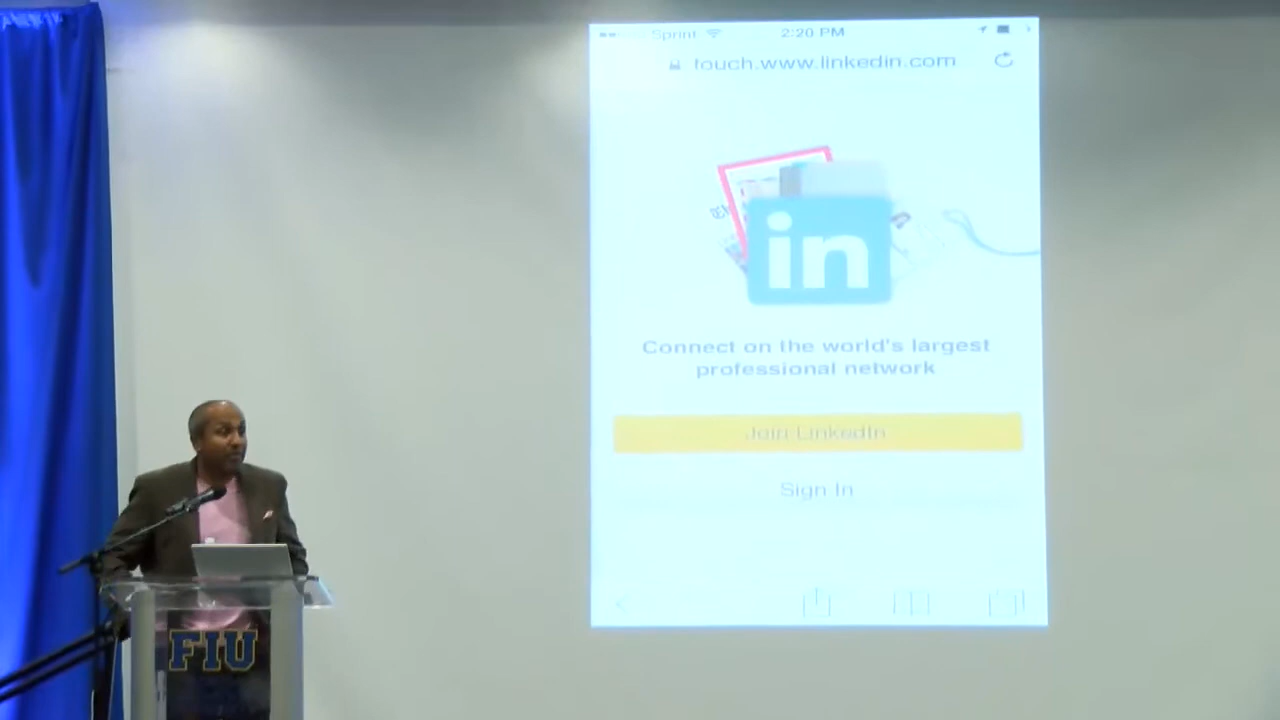 Sprint 2:20 PM
touch.www.linkedin.com
in
Connect on the world's largest
professional network
Join LinkedIn
Sign In
FIU